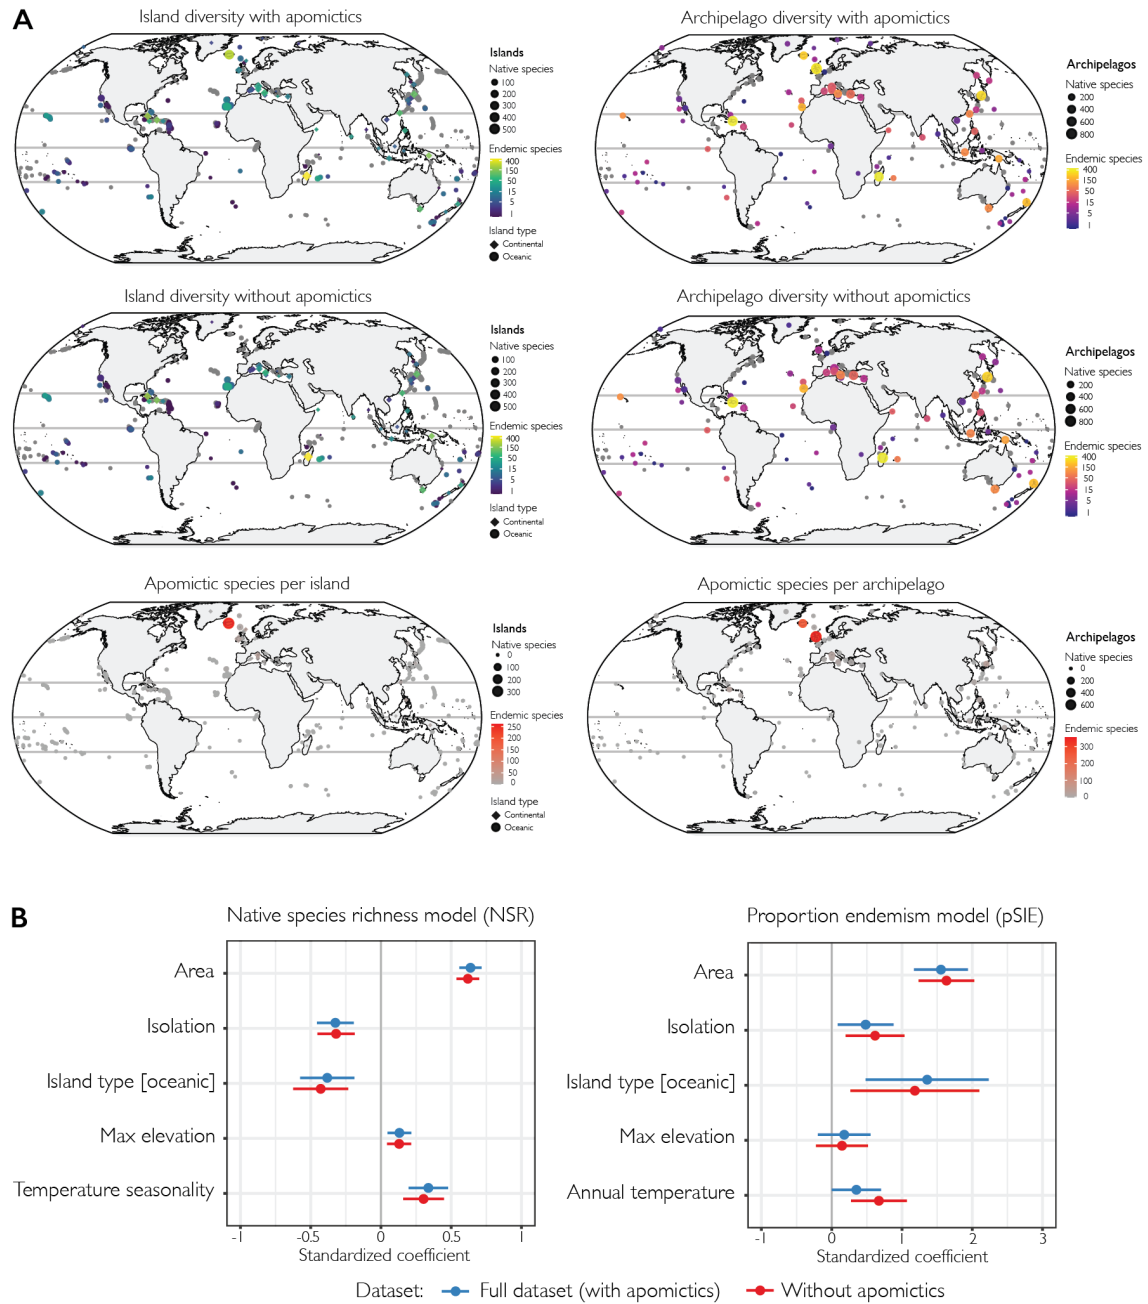 A
Island diversity with apomictics
Islands
Native species
100
200
300
400
500
Endemic species
400
150
50
15
5
1
Island type
Continental
Oceanic
Archipelago diversity with apomictics
Archipelagos
Native species
200
400
600
800
Endemic species
400
150
50
15
5
1
Island diversity without apomictics
Islands
Native species
100
200
300
400
500
Endemic species
400
150
50
15
5
1
Island type
Continental
Oceanic
Archipelago diversity without apomictics
Archipelagos
Native species
200
400
600
800
Endemic species
400
150
50
15
5
1
Apomictic species per island
Islands
Native species
0
100
200
300
Endemic species
250
200
150
100
50
0
Island type
Continental
Oceanic
Apomictic species per archipelago
Archipelagos
Native species
0
200
400
600
Endemic species
300
200
100
0
B
Native species richness model (NSR)
Area
Isolation
Island type [oceanic]
Max elevation
Temperature seasonality
-1 -0.5 0 0.5 1
Standardized coefficient
Proportion endemism model (pSIE)
Area
Isolation
Island type [oceanic]
Max elevation
Annual temperature
-1 0 1 2 3
Standardized coefficient
Dataset: Full dataset (with apomictics) Without apomictics